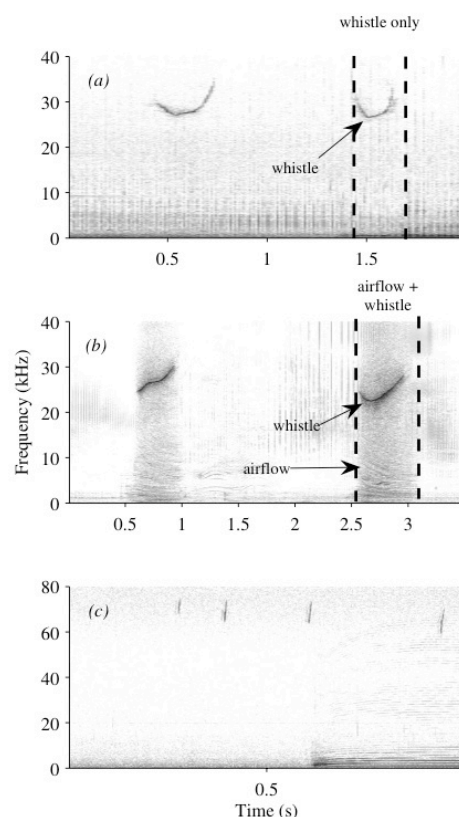 whistle only
40
(a)
30
20
whistle
10
0
0.5
1
1.5
airflow +
whistle
40
(b)
30
20
whistle
10
airflow
0
0.5
1
1.5
2
2.5
3
Frequency (kHz)
80
(c)
60
40
20
0
0.5
Time (s)